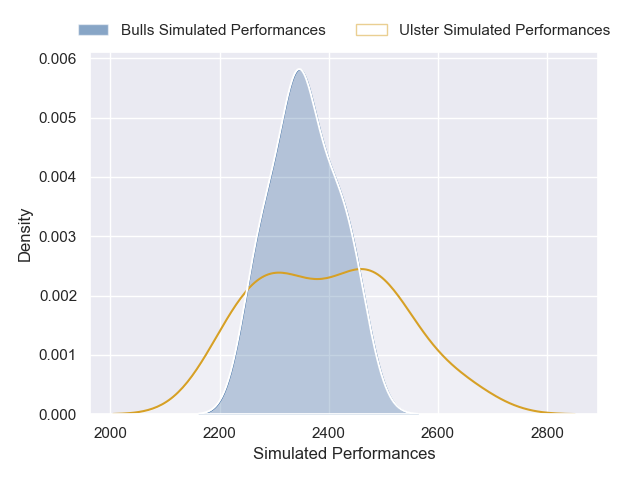 Bulls Simulated Performances Ulster Simulated Performances
0.006
0.005
0.004
0.003
0.002
0.001
0.000
Density
2000 2200 2400 2600 2800
Simulated Performances